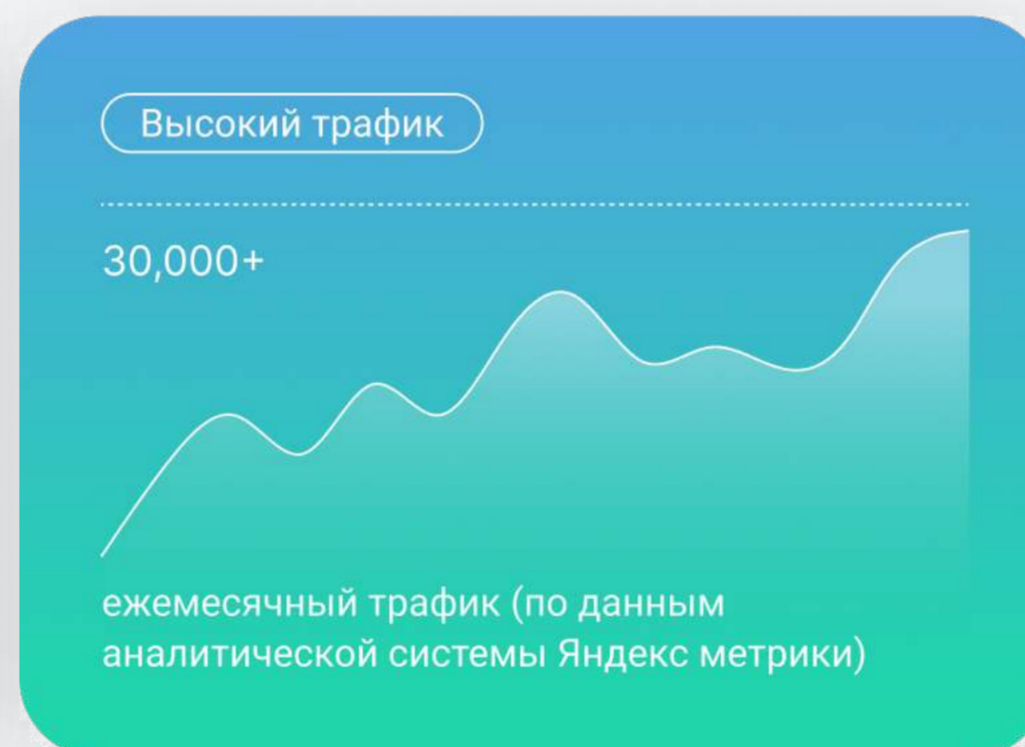 Высокий трафик
30,000+
ежемесячный трафик (по данным
аналитической системы Яндекс метрики)